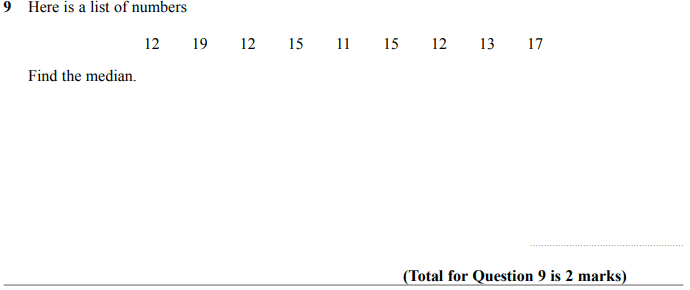 9 Here is a list of numbers
12 19 12 15 11 15 12 13 17
Find the median.
(Total for Question 9 is 2 marks)